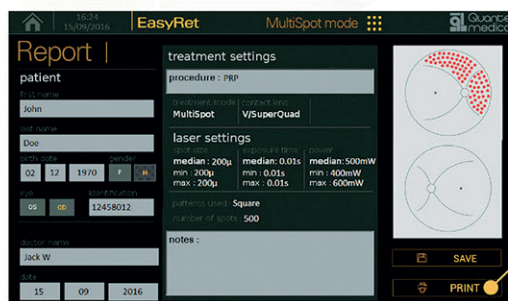 16:24
15/09/2016
EasyRet
MultiSpot mode
Quantel
medical
Report
patient
first name
John
last name
Doe
birth date
gender
02 12 1970 F M
eye
identification
OS OD 12458012
doctor name
Jack W
date
15 09 2016
treatment settings
procedure : PRP
treatment mode
contact lens
MultiSpot
V/SuperQuad
laser settings
spot size
exposure time
power
median : 200µ
median: 0.01s
median: 500mW
min : 200µ
min : 0.01s
min : 400mW
max : 200µ
max : 0.01s
max : 600mW
patterns used : Square
number of spots : 500
notes :
SAVE
PRINT